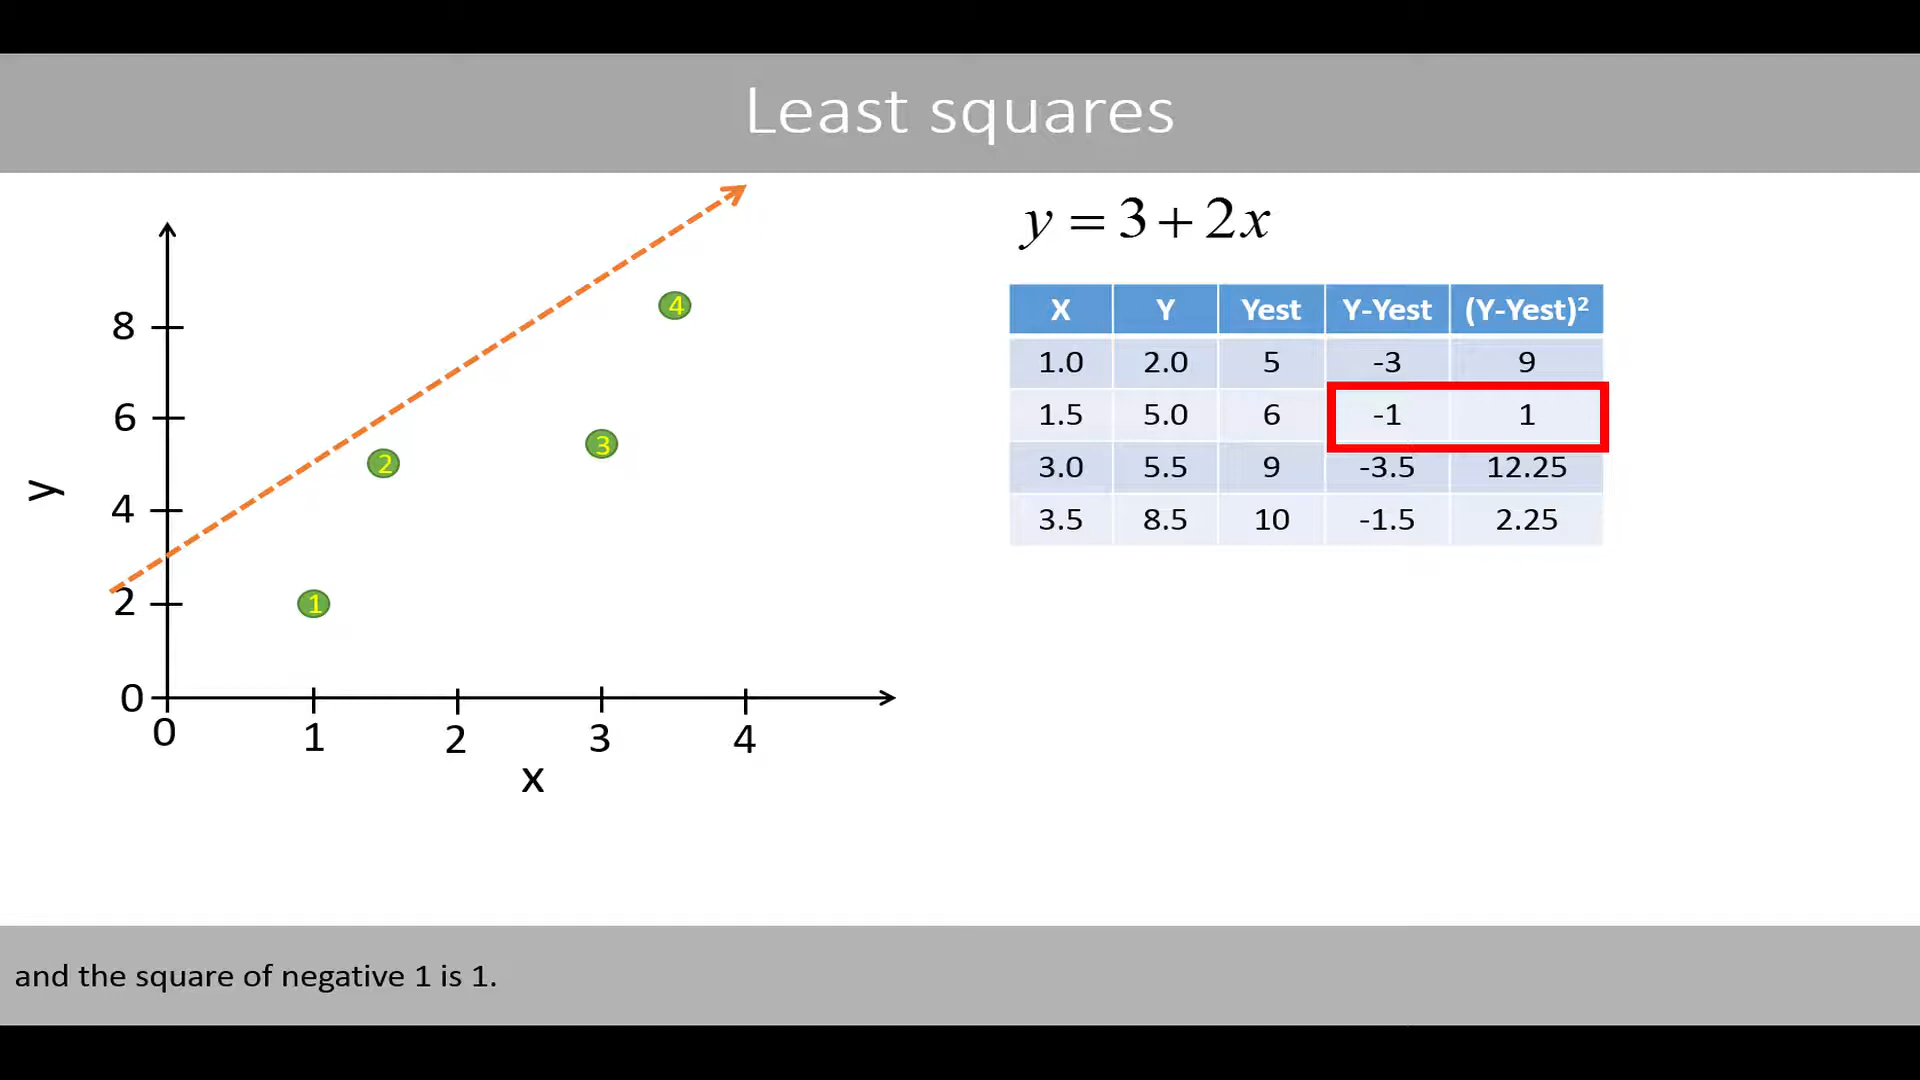 Least squares
y = 3 + 2x
X Y Yest Y-Yest (Y-Yest)²
1.0 2.0 5 -3 9
1.5 5.0 6 -1 1
3.0 5.5 9 -3.5 12.25
3.5 8.5 10 -1.5 2.25
8
6
4
2
0
y
4
3
2
1
0 1 2 3 4
x
and the square of negative 1 is 1.